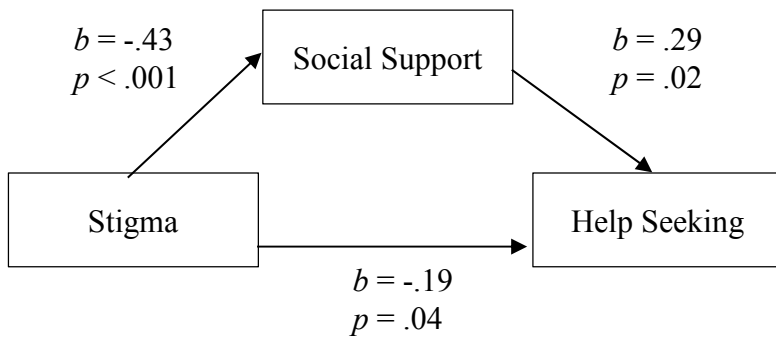 b = -.43
p < .001
Social Support
b = .29
p = .02
Stigma
Help Seeking
b = -.19
p = .04